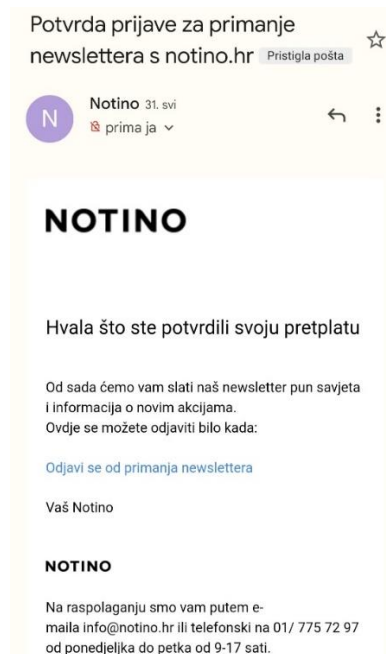 Potvrda prijave za primanje
newslettera s notino.hr Pristigla pošta
N
Notino 31. svi
prima ja
NOTINO
Hvala što ste potvrdili svoju pretplatu
Od sada ćemo vam slati naš newsletter pun savjeta
i informacija o novim akcijama.
Ovdje se možete odjaviti bilo kada:
Odjavi se od primanja newslettera
Vaš Notino
NOTINO
Na raspolaganju smo vam putem e-
maila info@notino.hr ili telefonski na 01/ 775 72 97
od ponedjeljka do petka od 9-17 sati.